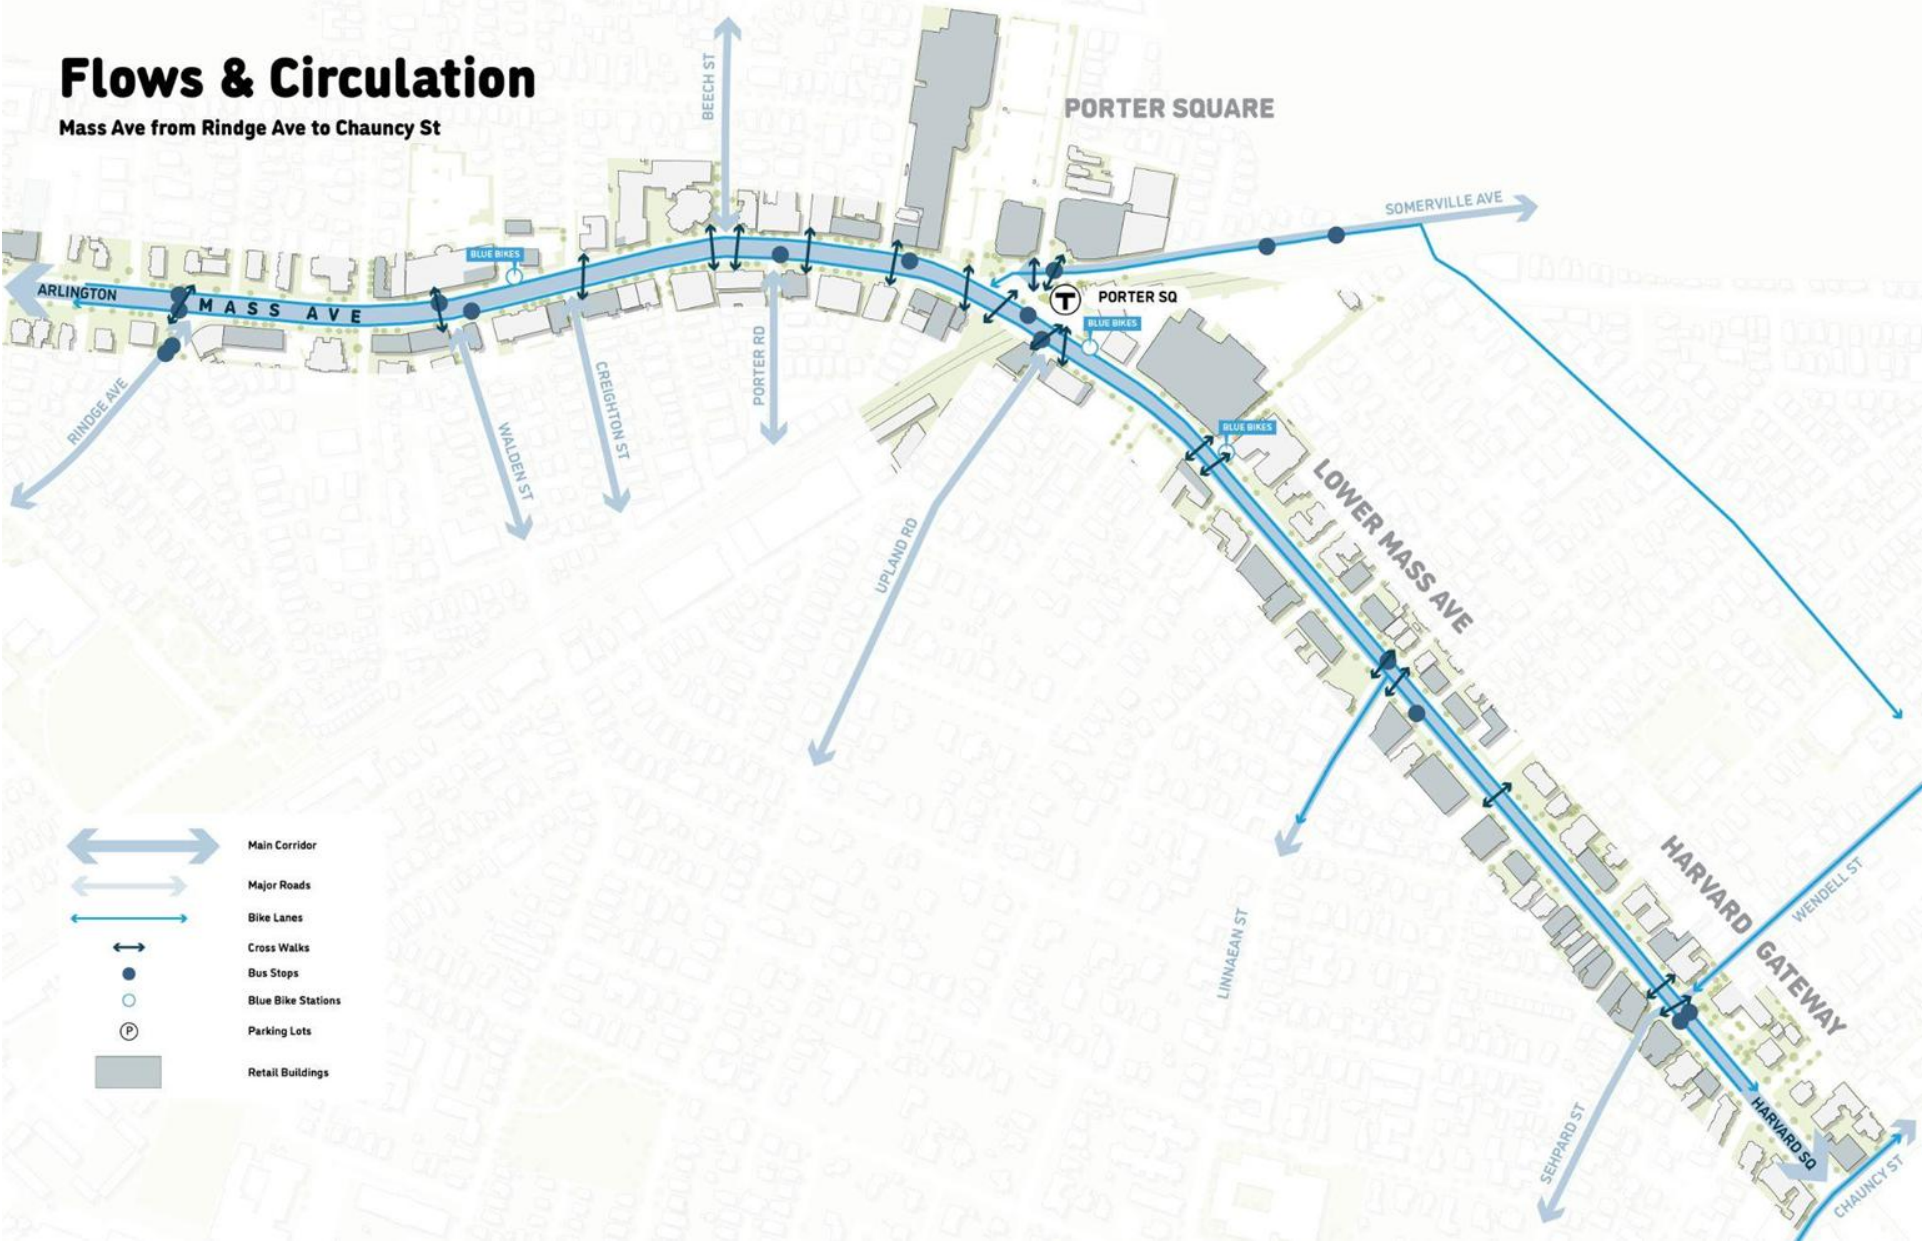 Flows & Circulation
Mass Ave from Rindge Ave to Chauncy St
BEECH ST
PORTER SQUARE
SOMERVILLE AVE
BLUE BIKES
ARLINGTON
MASS AVE
PORTER SQ
T
BLUE BIKES
RINDGE AVE
WALDEN ST
CREIGHTON ST
PORTER RD
UPLAND RD
BLUE BIKES
LOWER MASS AVE
LINNAEAN ST
HARVARD GATEWAY
WENDELL ST
SEHPARD ST
HARVARD SQ
CHAUNCY ST
Main Corridor
Major Roads
Bike Lanes
Cross Walks
Bus Stops
Blue Bike Stations
P
Parking Lots
Retail Buildings